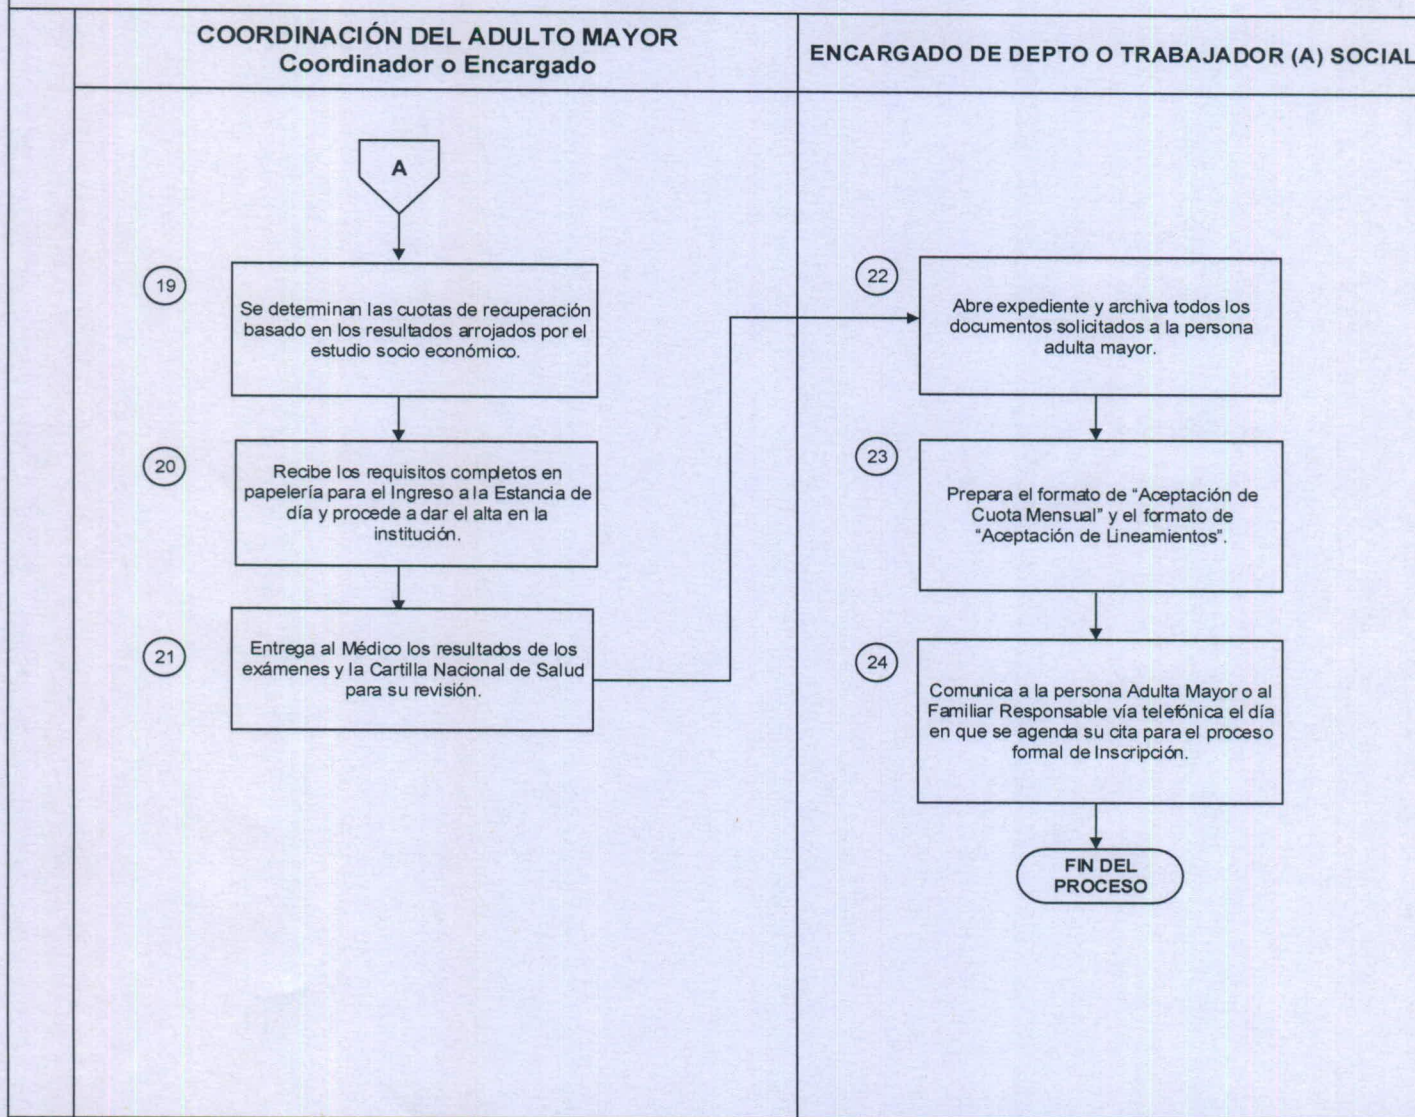 COORDINACIÓN DEL ADULTO MAYOR
Coordinador o Encargado
ENCARGADO DE DEPTO O TRABAJADOR (A) SOCIAL
A
19
Se determinan las cuotas de recuperación
basado en los resultados arrojados por el
estudio socio económico.
20
Recibe los requisitos completos en
papelería para el Ingreso a la Estancia de
día y procede a dar el alta en la
institución.
21
Entrega al Médico los resultados de los
exámenes y la Cartilla Nacional de Salud
para su revisión.
22
Abre expediente y archiva todos los
documentos solicitados a la persona
adulta mayor.
23
Prepara el formato de “Aceptación de
Cuota Mensual” y el formato de
“Aceptación de Lineamientos”.
24
Comunica a la persona Adulta Mayor o al
Familiar Responsable vía telefónica el día
en que se agenda su cita para el proceso
formal de Inscripción.
FIN DEL
PROCESO